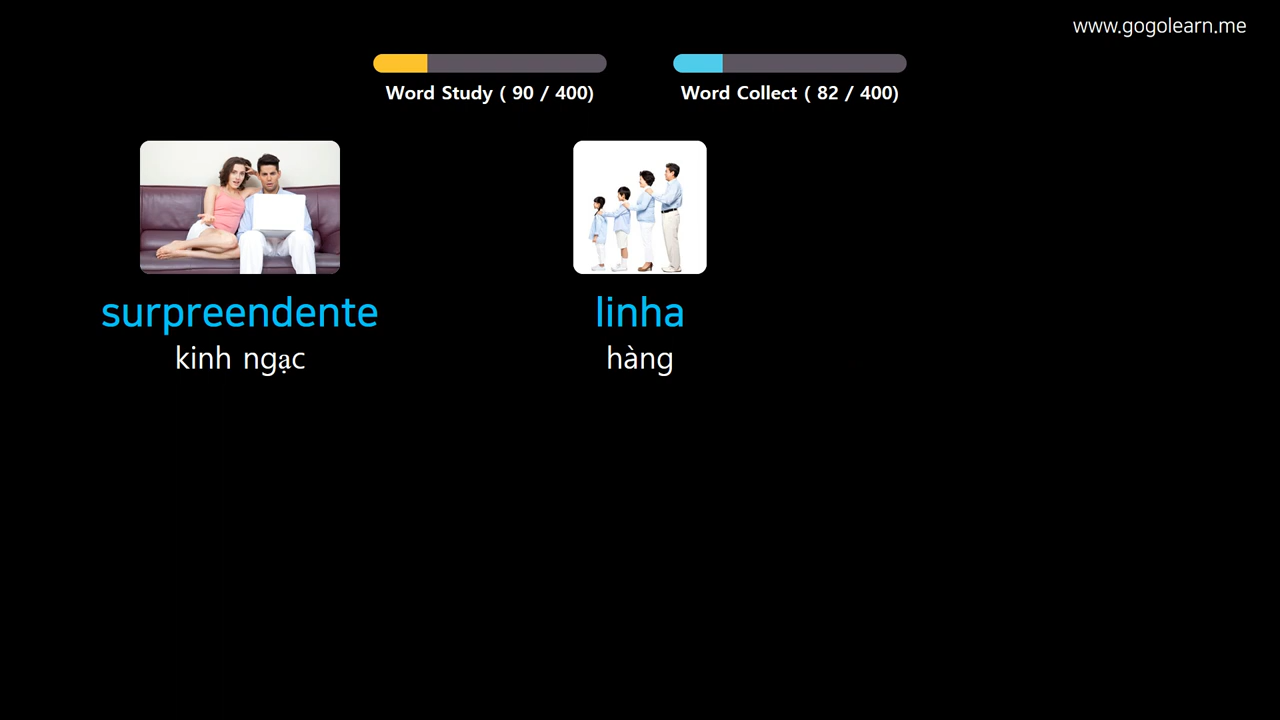 www.gogolearn.me
Word Study ( 90 / 400)
Word Collect ( 82 / 400)
surpreendente
linha
kinh ngạc
hàng